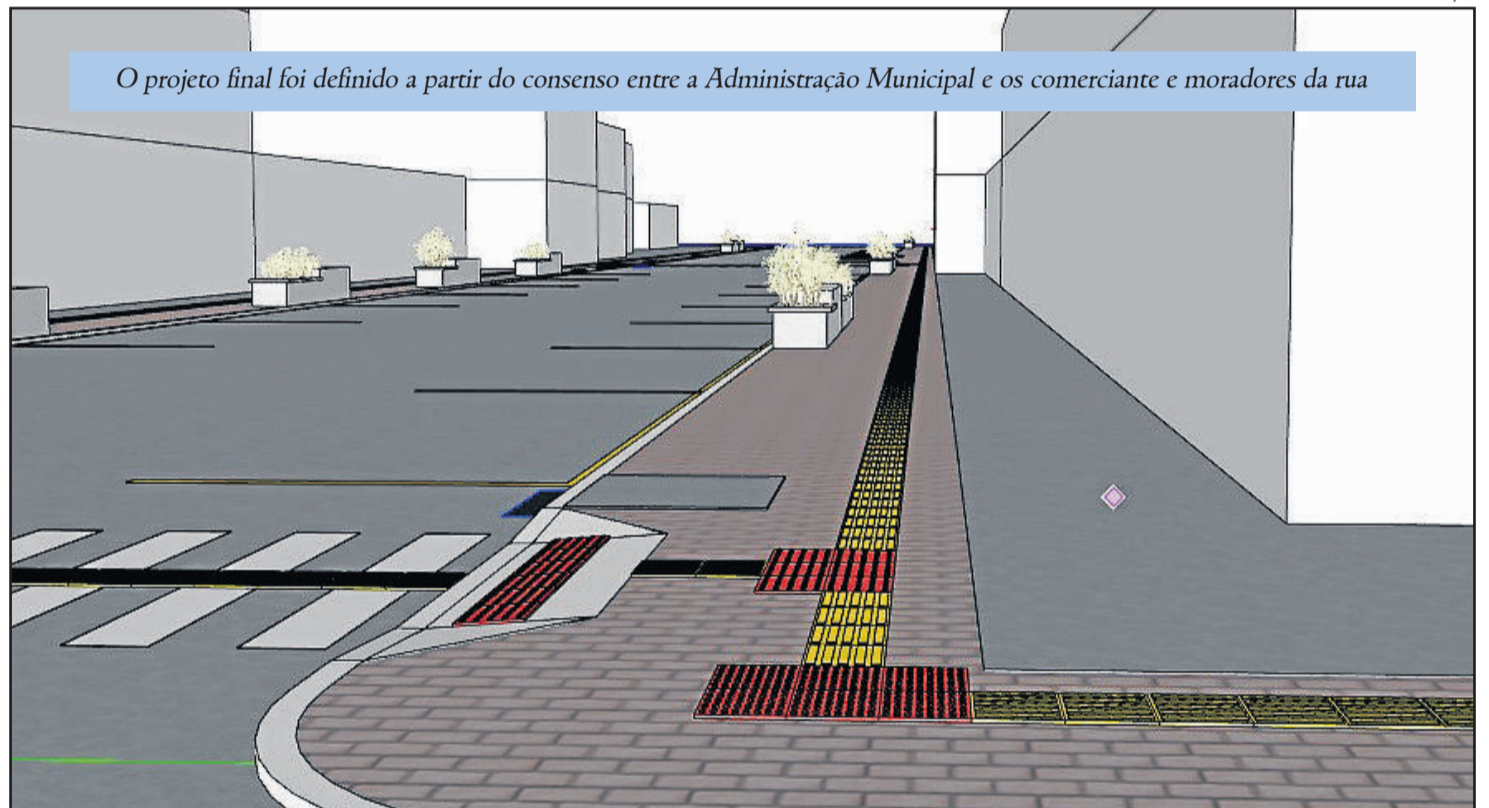 O projeto final foi definido a partir do consenso entre a Administração Municipal e os comerciante e moradores da rua